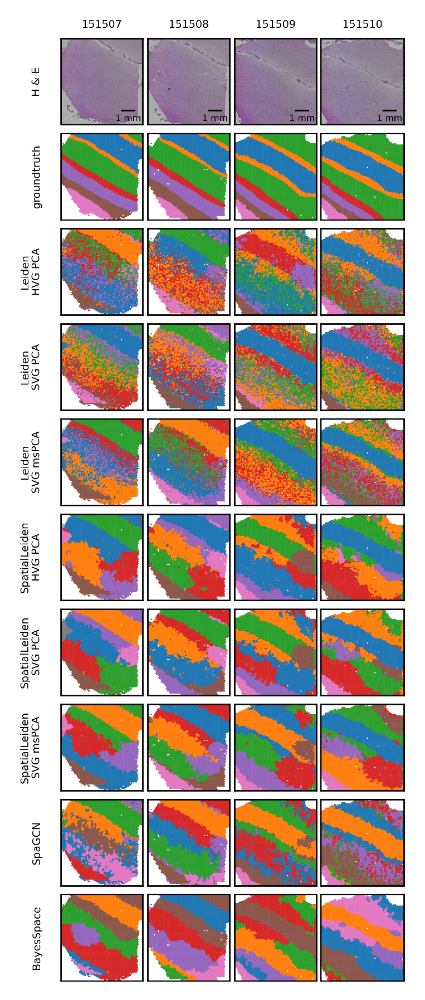 151507 151508 151509 151510
H & E
1 mm 1 mm 1 mm 1 mm
groundtruth
Leiden
HVG PCA
Leiden
SVG PCA
Leiden
SVG msPCA
SpatialLeiden
HVG PCA
SpatialLeiden
SVG PCA
SpatialLeiden
SVG msPCA
SpaGCN
BayesSpace